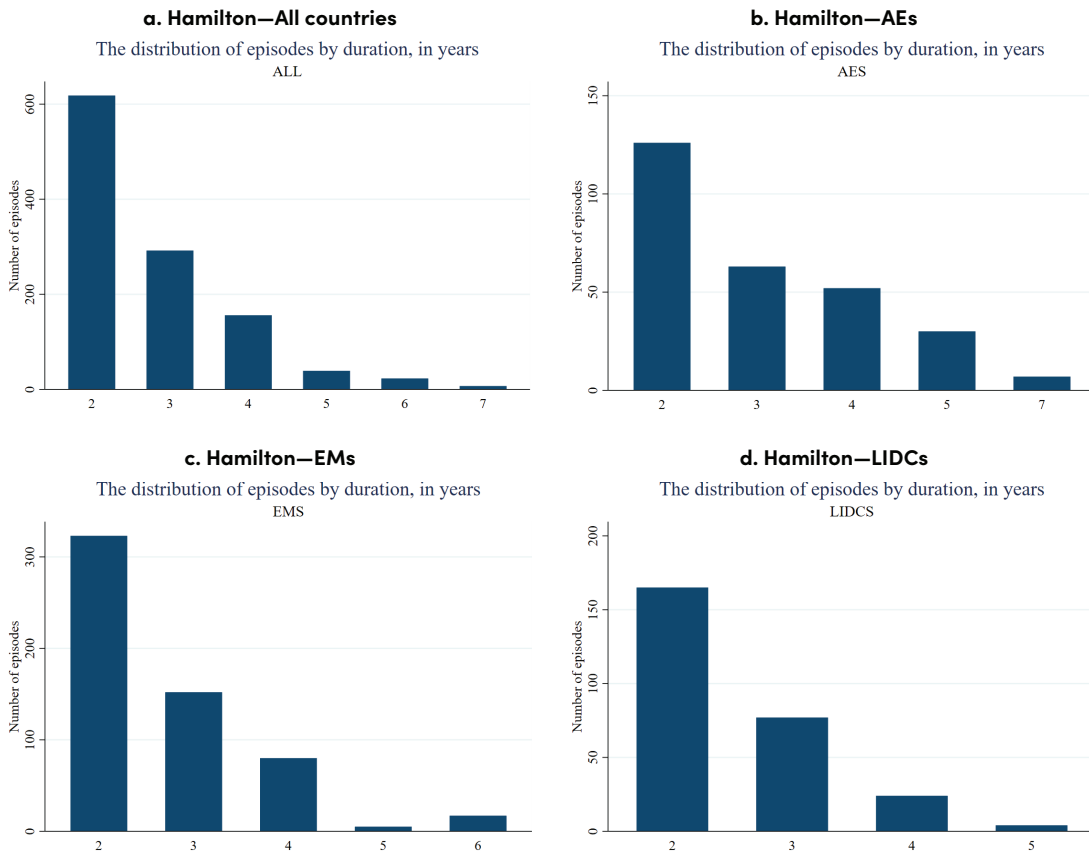 a. Hamilton—All countries
The distribution of episodes by duration, in years
ALL
Number of episodes
600
400
200
0
2 3 4 5 6 7
b. Hamilton—AEs
The distribution of episodes by duration, in years
AES
Number of episodes
150
100
50
0
2 3 4 5 7
c. Hamilton—EMs
The distribution of episodes by duration, in years
EMS
Number of episodes
300
200
100
0
2 3 4 5 6
d. Hamilton—LIDCs
The distribution of episodes by duration, in years
LIDCS
Number of episodes
200
150
100
50
0
2 3 4 5